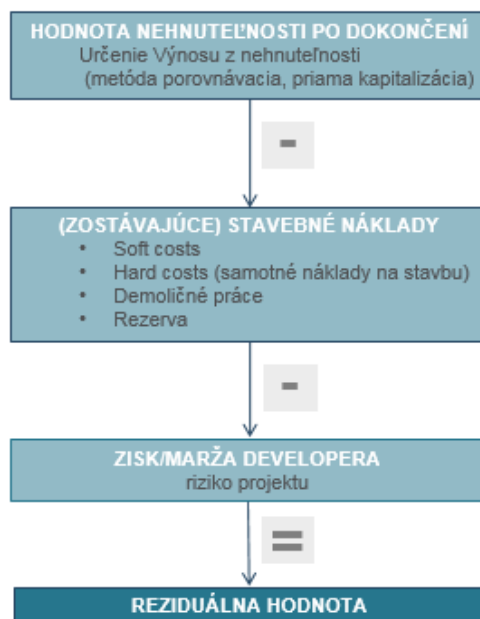 HODNOTA NEHNUTEĽNOSTI PO DOKONČENÍ
Určenie Výnosu z nehnuteľnosti
(metóda porovnávacia, priama kapitalizácia)
-
(ZOSTÁVAJÚCE) STAVEBNÉ NÁKLADY
• Soft costs
• Hard costs (samotné náklady na stavbu)
• Demoličné práce
• Rezerva
-
ZISK/MARŽA DEVELOPERA
riziko projektu
=
REZIDUÁLNA HODNOTA